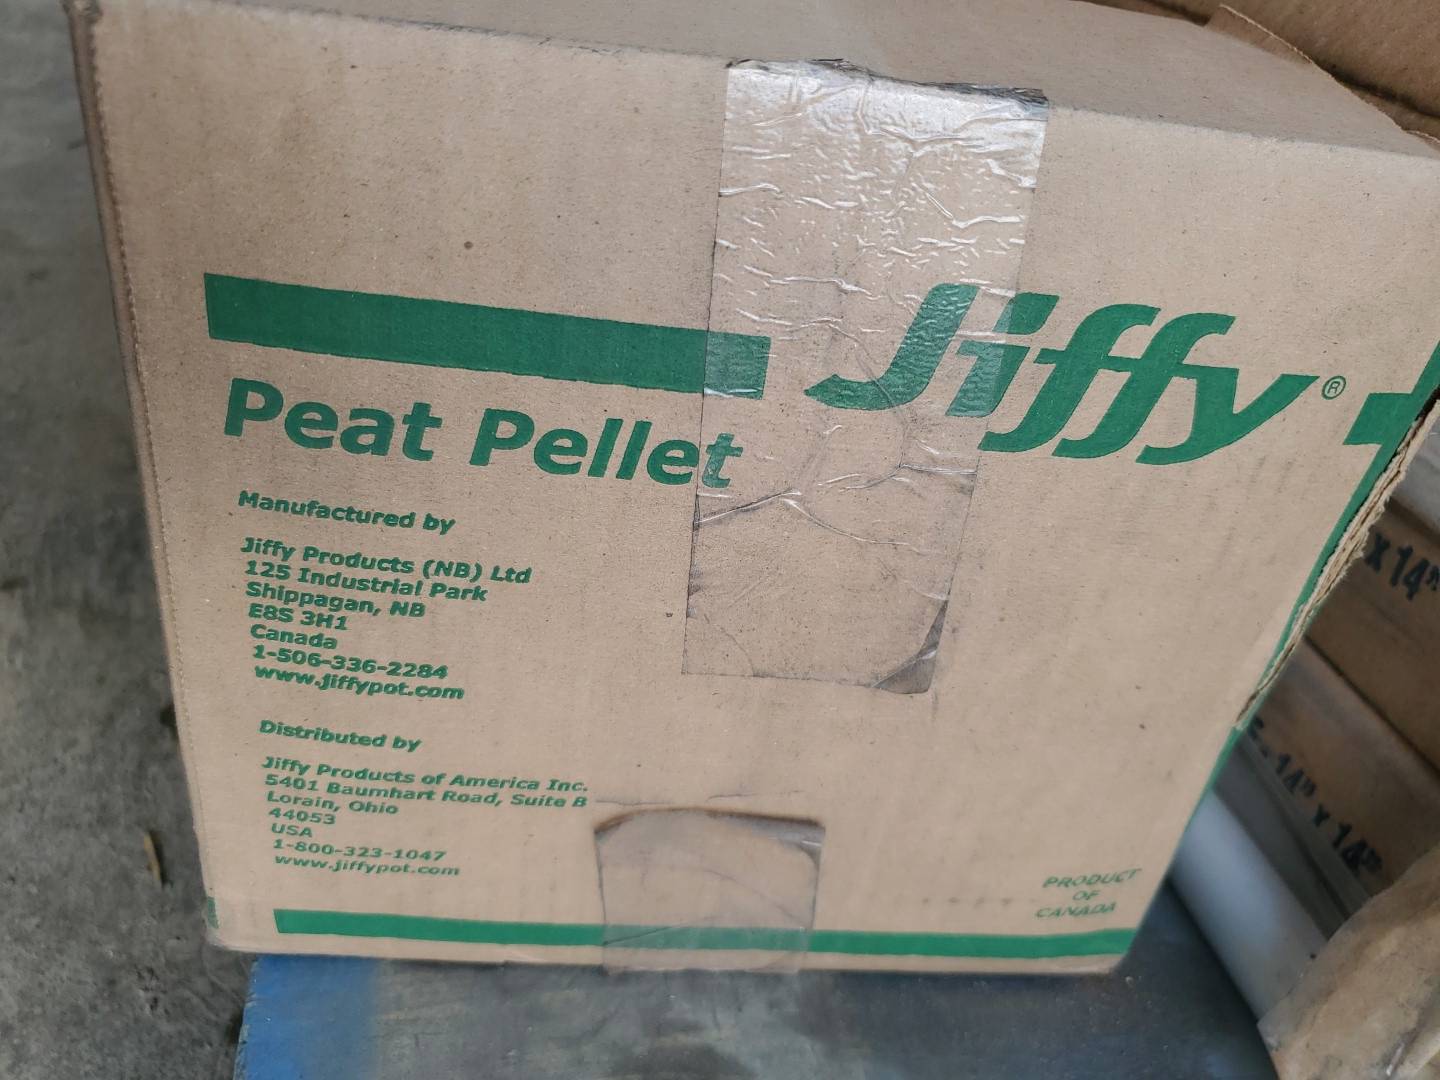 Jiffy®
Peat Pellet
Manufactured by
Jiffy Products (NB) Ltd
125 Industrial Park
Shippagan, NB
E8S 3H1
Canada
1-506-336-2284
www.jiffypot.com
Distributed by
Jiffy Products of America Inc.
5401 Baumhart Road, Suite B
Lorain, Ohio
44053
USA
1-800-323-1047
www.jiffypot.com
PRODUCT
OF
CANADA
x 14"
14" x 14"